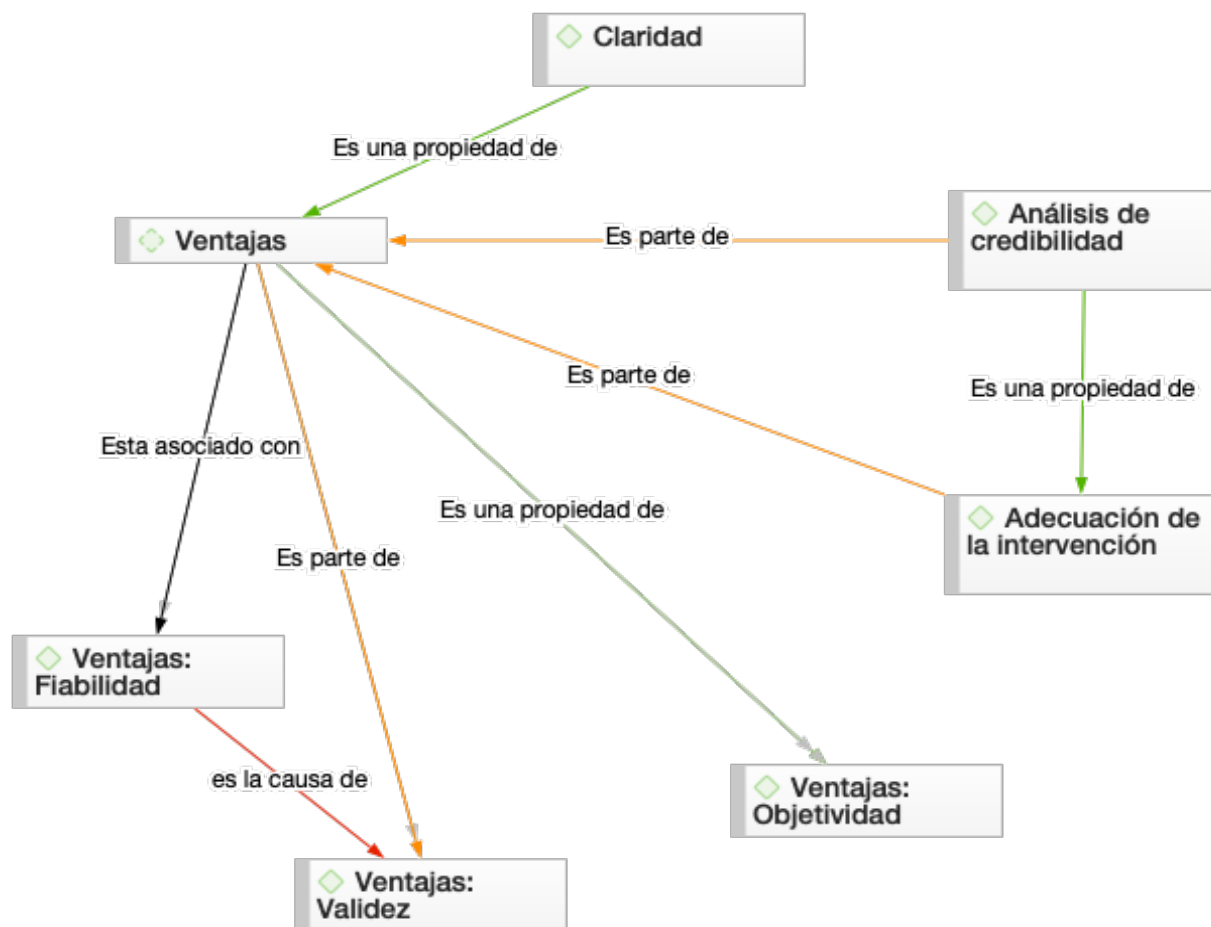 Claridad
Es una propiedad de
Ventajas
Es parte de
Análisis de
credibilidad
Es parte de
Es una propiedad de
Esta asociado con
Es una propiedad de
Es parte de
Adecuación de
la intervención
Ventajas:
Fiabilidad
es la causa de
Ventajas:
Objetividad
Ventajas:
Validez